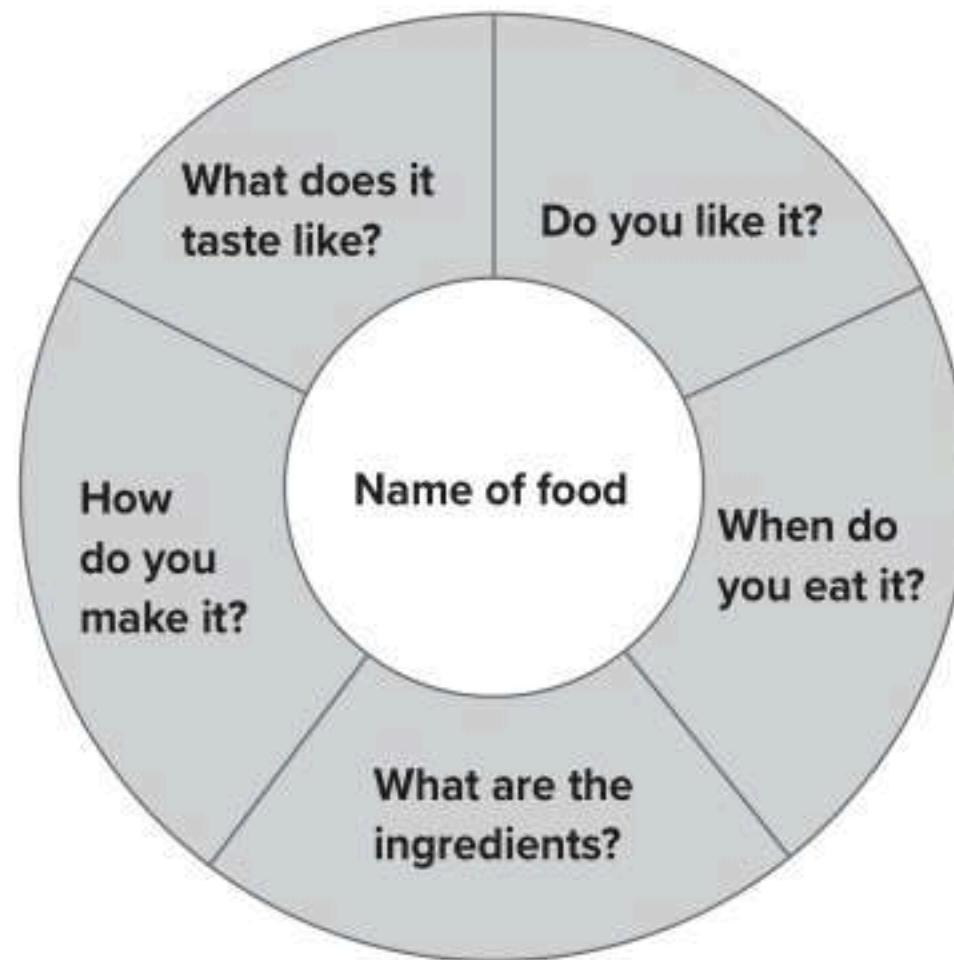 What does it
taste like?
Do you like it?
How
do you
make it?
Name of food
When do
you eat it?
What are the
ingredients?